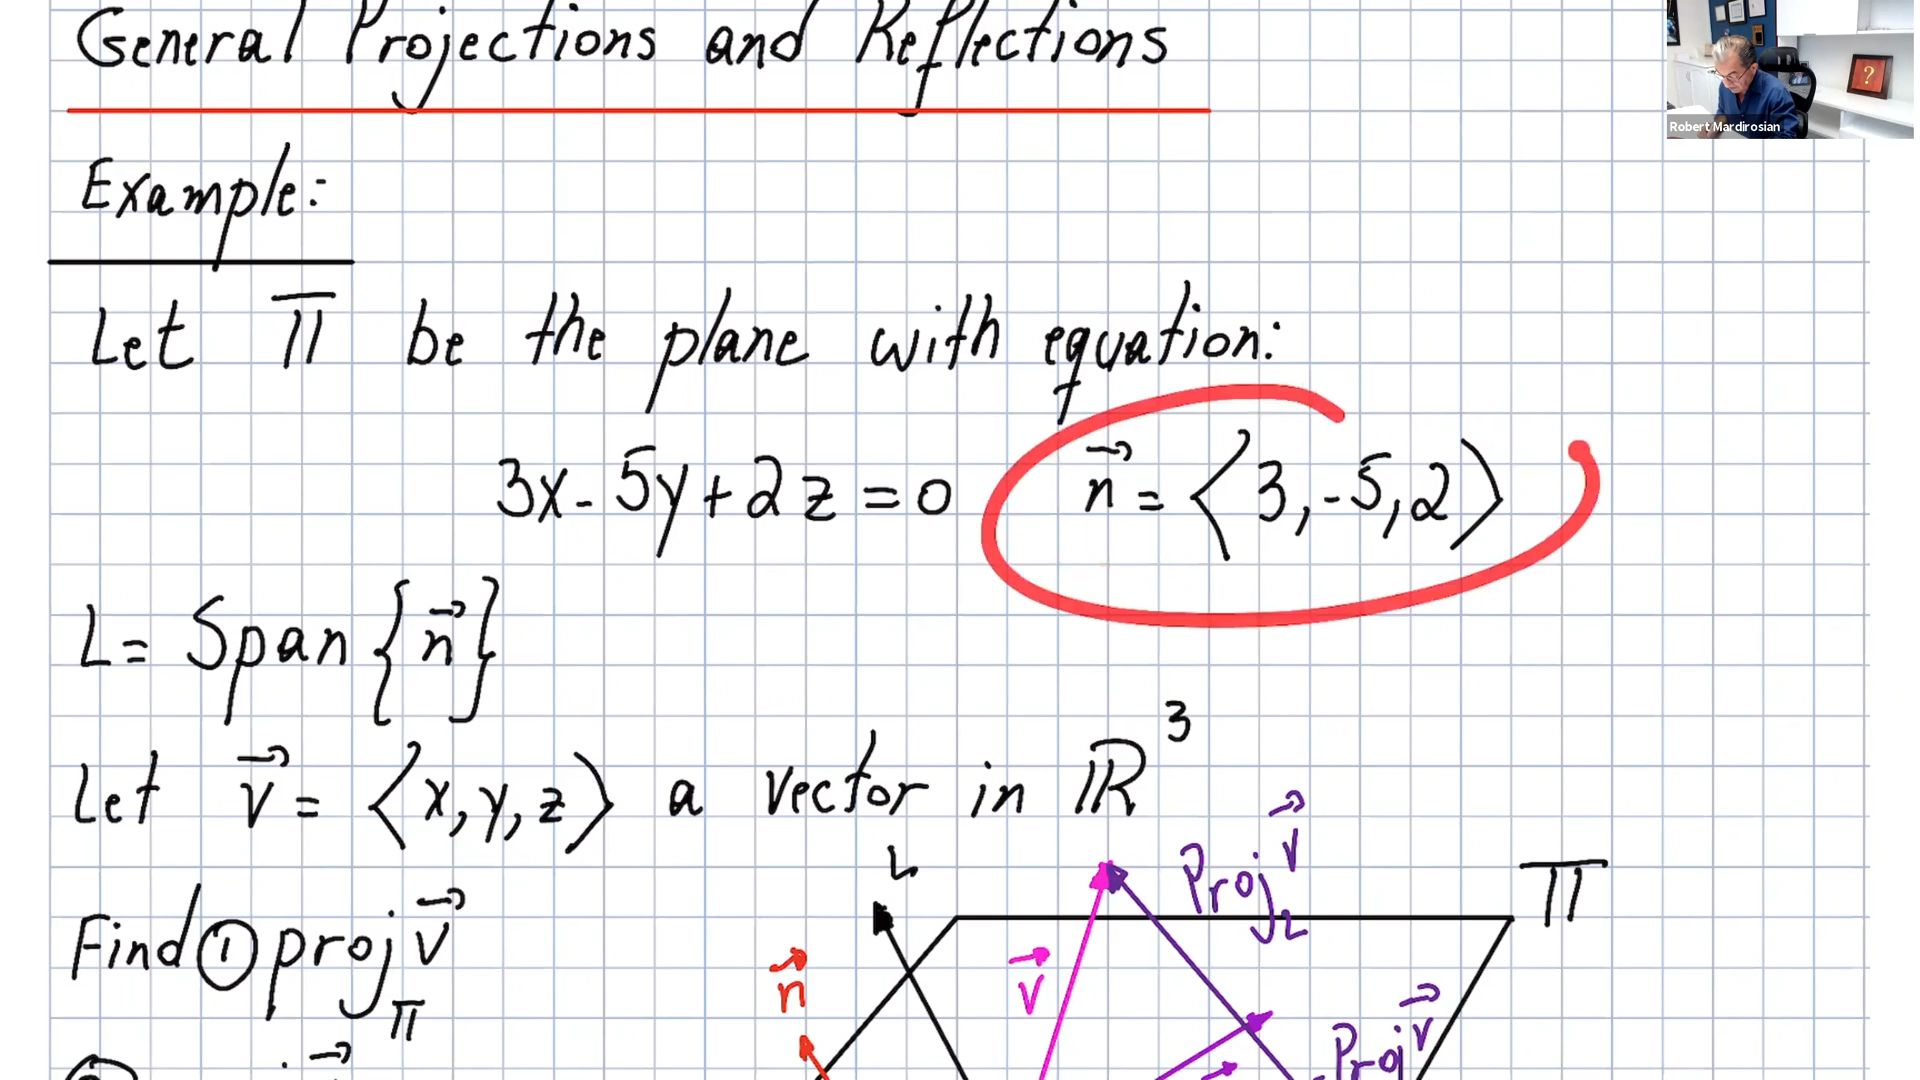 General Projections and Reflections
?
Robert Mardirosian
Example:
Let Π be the plane with equation:
3x - 5y + 2z = 0 n⃗ = ⟨3, -5, 2⟩
L = Span {n⃗}
Let v⃗ = ⟨x, y, z⟩ a vector in ℝ³
L Proj₂ v⃗ Π
Find ① proj_Π v⃗
n⃗ v⃗ Proj v⃗